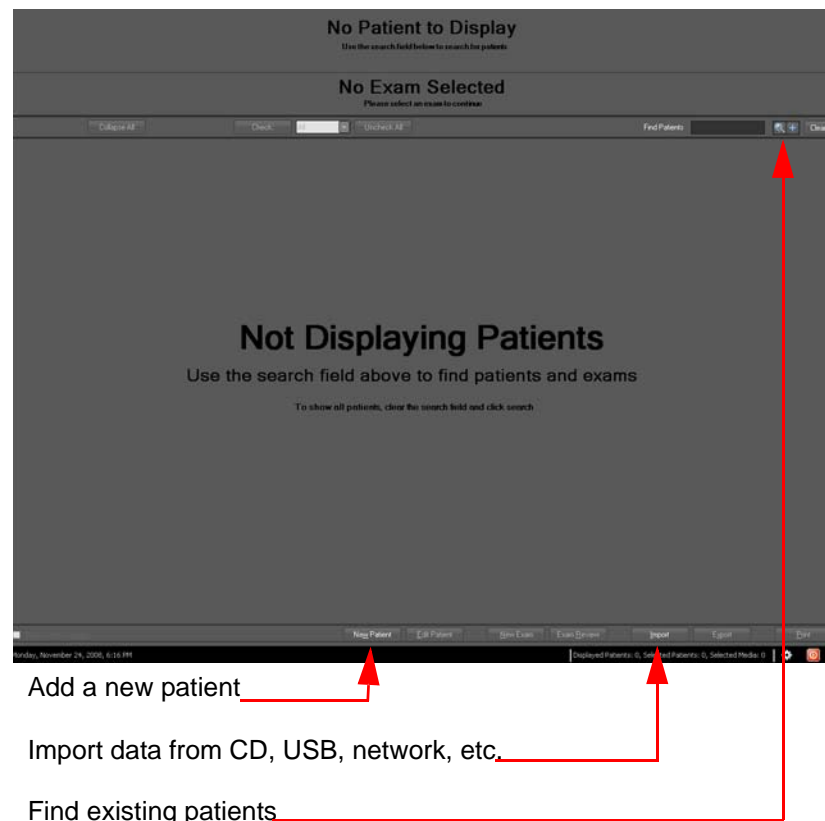 No Patient to Display
Use the search field below to search for patients
No Exam Selected
Please select an exam to continue
Collapse All Check: All Uncheck All Find Patients Clear
Not Displaying Patients
Use the search field above to find patients and exams
To show all patients, clear the search field and click search
New Patient Edit Patient New Exam Exam Review Import Export Print
Monday, November 24, 2008, 6:16 PM Displayed Patients: 0, Selected Patients: 0, Selected Media: 0
Add a new patient
Import data from CD, USB, network, etc.
Find existing patients